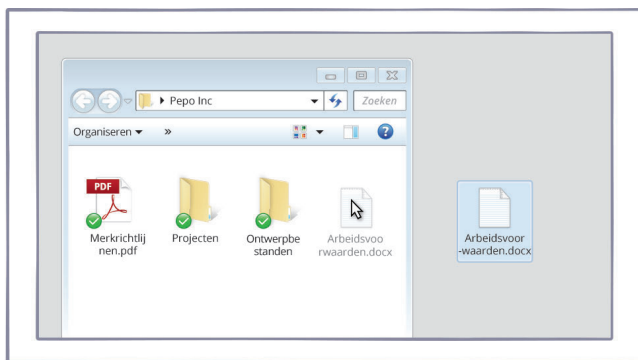 Pepo Inc
Zoeken
Organiseren
»
?
PDF
Merkrichtlij
nen.pdf
Projecten
Ontwerpbe
standen
Arbeidsvoo
rwaarden.docx
Arbeidsvoor
-waarden.docx